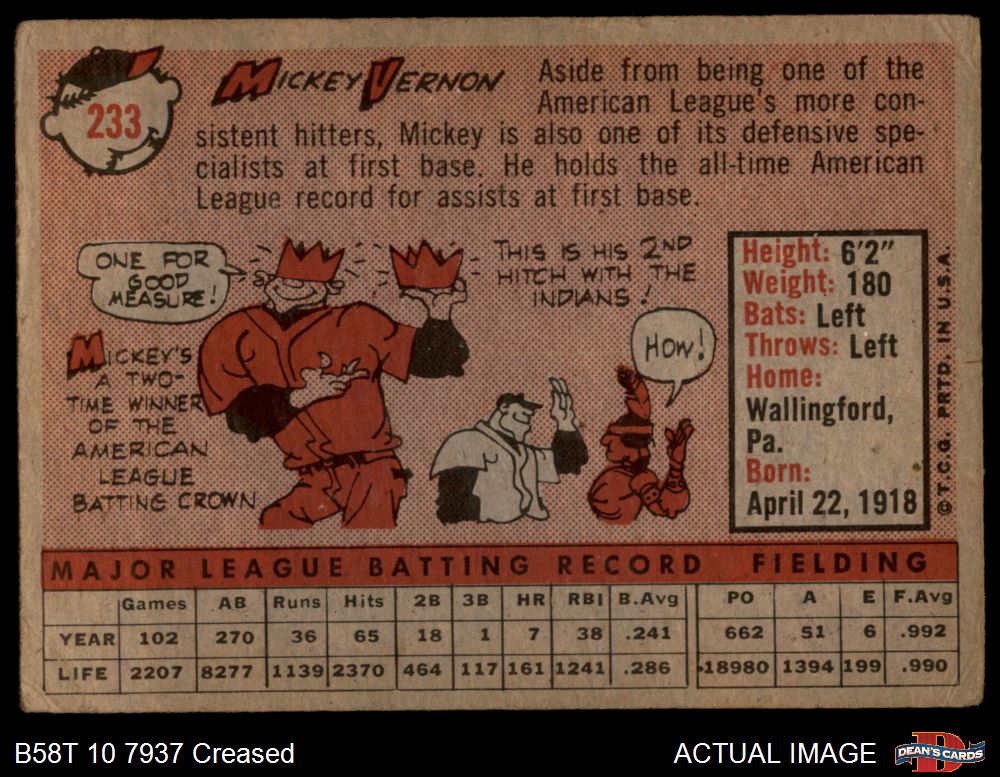 233
MICKEY VERNON
Aside from being one of the
American League's more con-
sistent hitters, Mickey is also one of its defensive spe-
cialists at first base. He holds the all-time American
League record for assists at first base.
ONE FOR
GOOD
MEASURE!
MICKEY'S
A TWO-
TIME WINNER
OF THE
AMERICAN
LEAGUE
BATTING CROWN
THIS IS HIS 2ND
HITCH WITH THE
INDIANS!
HOW!
Height: 6'2"
Weight: 180
Bats: Left
Throws: Left
Home:
Wallingford,
Pa.
Born:
April 22, 1918
©T.C.G. PRTD. IN U.S.A.
MAJOR LEAGUE BATTING RECORD FIELDING
Games AB Runs Hits 2B 3B HR RBI B.Avg PO A E F.Avg
YEAR 102 270 36 65 18 1 7 38 .241 662 51 6 .992
LIFE 2207 8277 1139 2370 464 117 161 1241 .286 18980 1394 199 .990
B58T 10 7937 Creased
ACTUAL IMAGE
D
DEAN'S CARDS